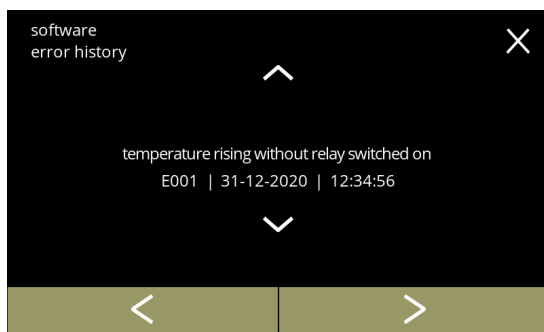 software
error history
temperature rising without relay switched on
E001 | 31-12-2020 | 12:34:56